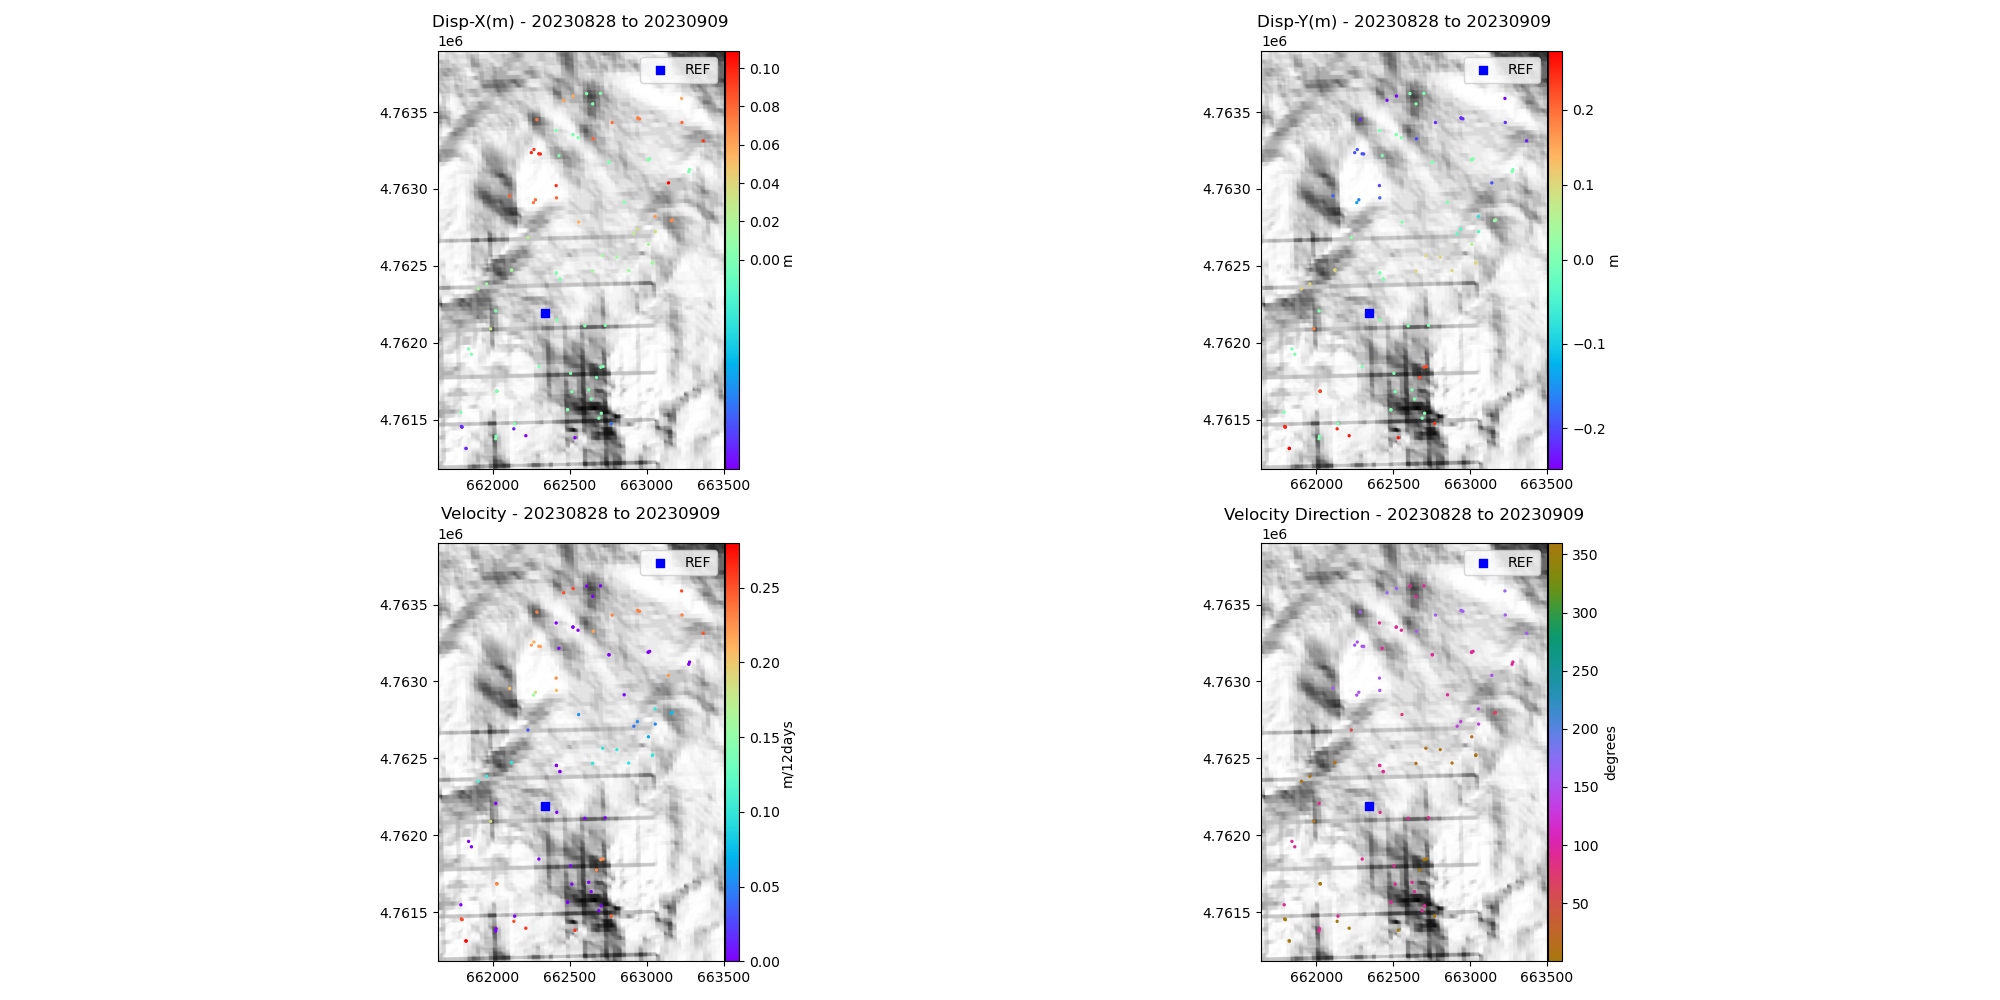 Disp-X(m) - 20230828 to 20230909
1e6
REF
4.7635
4.7630
4.7625
4.7620
4.7615
662000 662500 663000 663500
0.10
0.08
0.06
0.04
0.02
0.00
m
Disp-Y(m) - 20230828 to 20230909
1e6
REF
4.7635
4.7630
4.7625
4.7620
4.7615
662000 662500 663000 663500
0.2
0.1
0.0
−0.1
−0.2
m
Velocity - 20230828 to 20230909
1e6
REF
4.7635
4.7630
4.7625
4.7620
4.7615
662000 662500 663000 663500
0.25
0.20
0.15
0.10
0.05
0.00
m/12days
Velocity Direction - 20230828 to 20230909
1e6
REF
4.7635
4.7630
4.7625
4.7620
4.7615
662000 662500 663000 663500
350
300
250
200
150
100
50
degrees